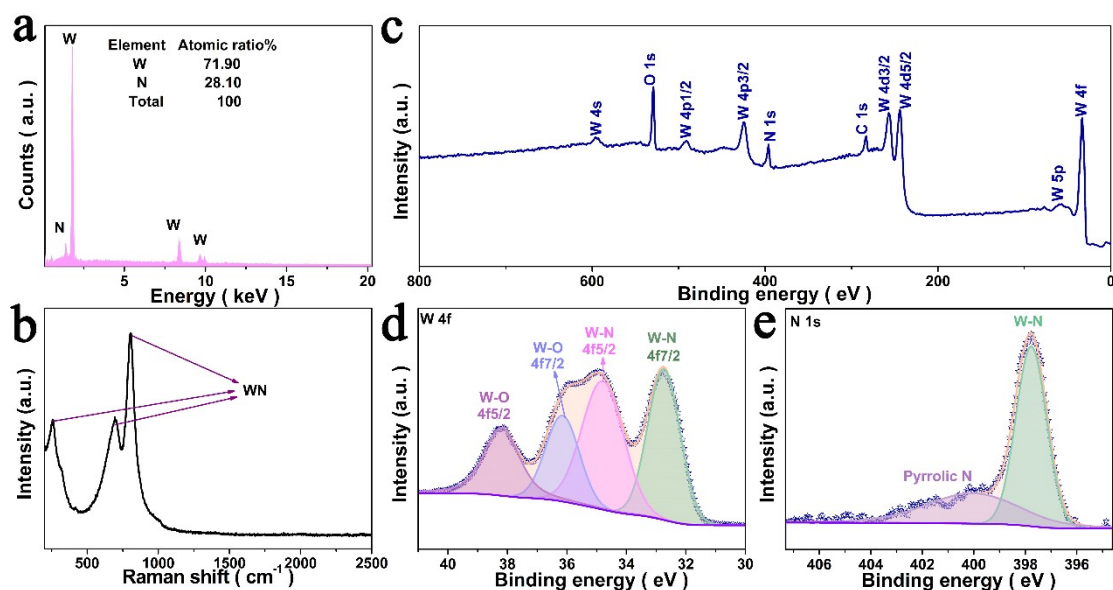 a
W
Element Atomic ratio%
W 71.90
N 28.10
Total 100
N
W
W
Counts ( a.u. )
5 10 15 20
Energy ( keV )
b
WN
Intensity (a.u.)
500 1000 1500 2000 2500
Raman shift ( cm-1 )
c
W 4s
O 1s
W 4p1/2
W 4p3/2
N 1s
C 1s
W 4d3/2
W 4d5/2
W 5p
W 4f
Intensity (a.u.)
800 600 400 200 0
Binding energy ( eV )
d
W 4f
W-O
4f5/2
W-O
4f7/2
W-N
4f5/2
W-N
4f7/2
Intensity (a.u.)
40 38 36 34 32 30
Binding energy ( eV )
e
N 1s
W-N
Pyrrolic N
Intensity (a.u.)
406 404 402 400 398 396
Binding energy ( eV )